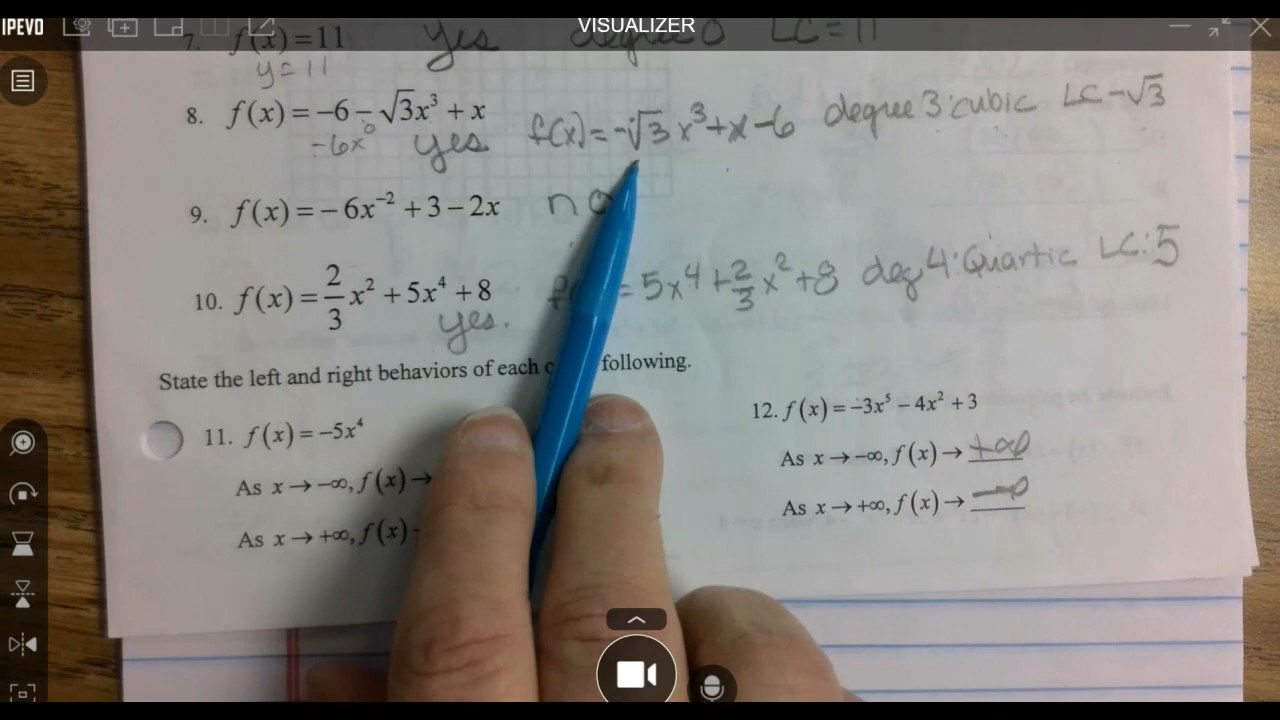 IPEVO
VISUALIZER
7. f(x)=11 yes degree 0 LC=11
y=11
8. f(x)=−6−√3x³+x f(x)=-√3x³+x-6 degree 3:cubic LC-√3
-6x⁰ yes
9. f(x)=−6x⁻²+3−2x no
10. f(x)=2/3x²+5x⁴+8 = 5x⁴+2/3x²+8 deg 4:Quartic LC:5
yes.
State the left and right behaviors of each following.
11. f(x)=−5x⁴
As x→−∞, f(x)→
As x→+∞, f(x)
12. f(x)=−3x⁵−4x²+3
As x→−∞, f(x)→ +∞
As x→+∞, f(x)→ -∞